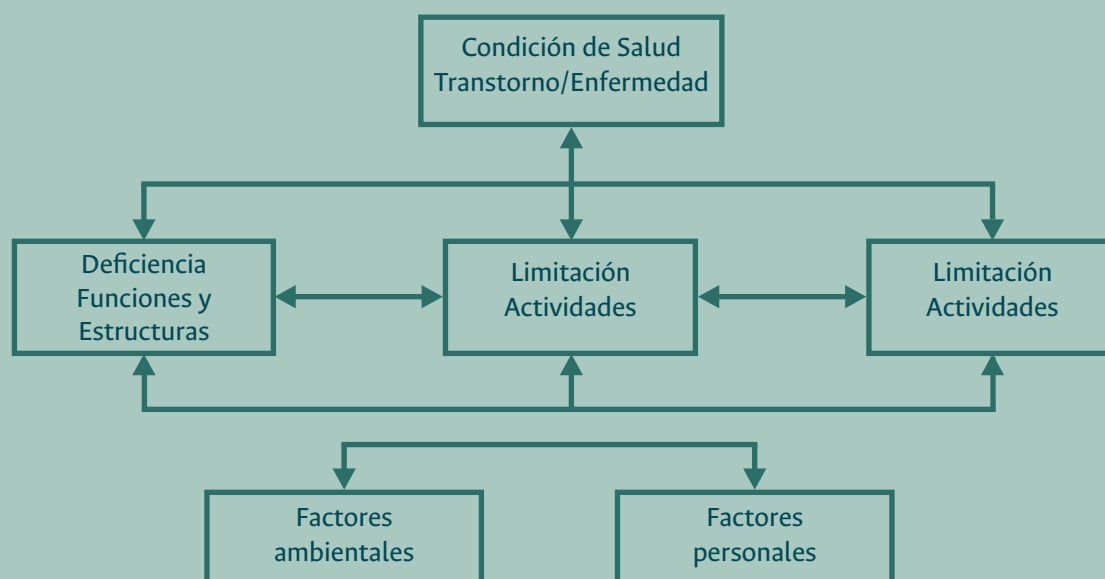 Condición de Salud
Transtorno/Enfermedad
Deficiencia
Funciones y
Estructuras
Limitación
Actividades
Limitación
Actividades
Factores
ambientales
Factores
personales